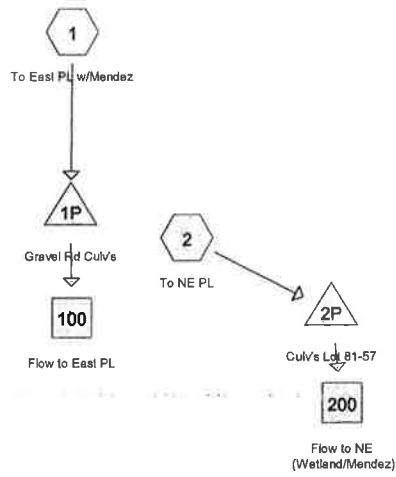 1
To East PL w/Mendez
1P
Gravel Rd Culv's
100
Flow to East PL
2
To NE PL
2P
Culv's Lot 81-57
200
Flow to NE
(Wetland/Mendez)